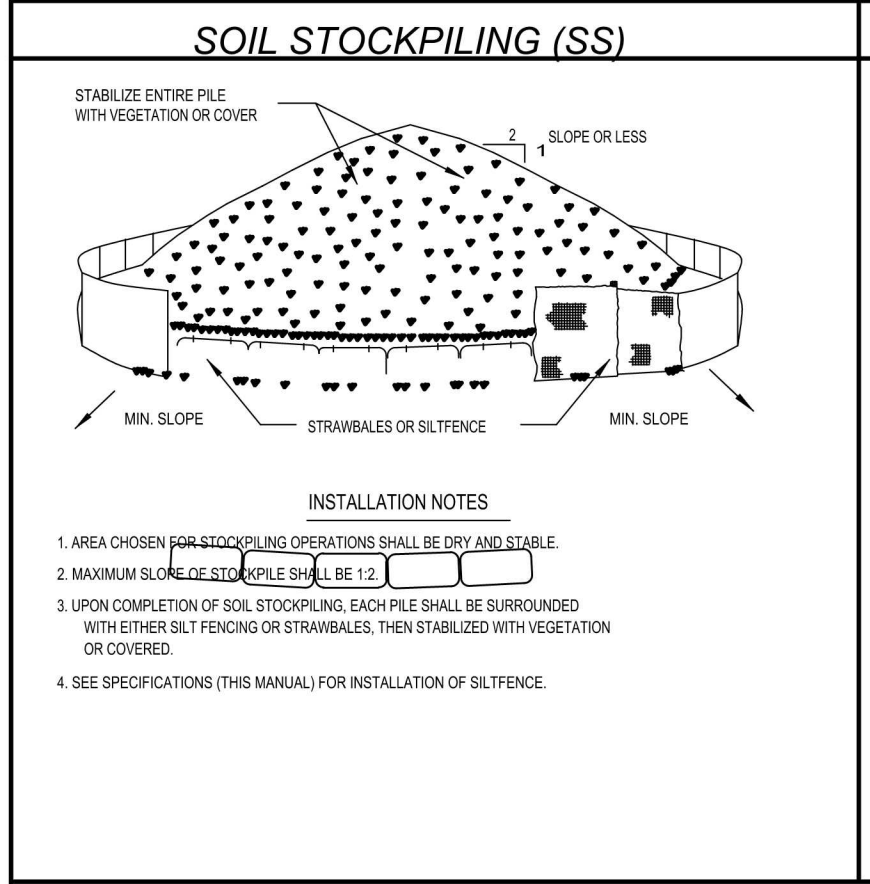 SOIL STOCKPILING (SS)
STABILIZE ENTIRE PILE
WITH VEGETATION OR COVER
2
1 SLOPE OR LESS
MIN. SLOPE
STRAWBALES OR SILTFENCE
MIN. SLOPE
INSTALLATION NOTES
1. AREA CHOSEN FOR STOCKPILING OPERATIONS SHALL BE DRY AND STABLE.
2. MAXIMUM SLOPE OF STOCKPILE SHALL BE 1:2.
3. UPON COMPLETION OF SOIL STOCKPILING, EACH PILE SHALL BE SURROUNDED
WITH EITHER SILT FENCING OR STRAWBALES, THEN STABILIZED WITH VEGETATION
OR COVERED.
4. SEE SPECIFICATIONS (THIS MANUAL) FOR INSTALLATION OF SILTFENCE.